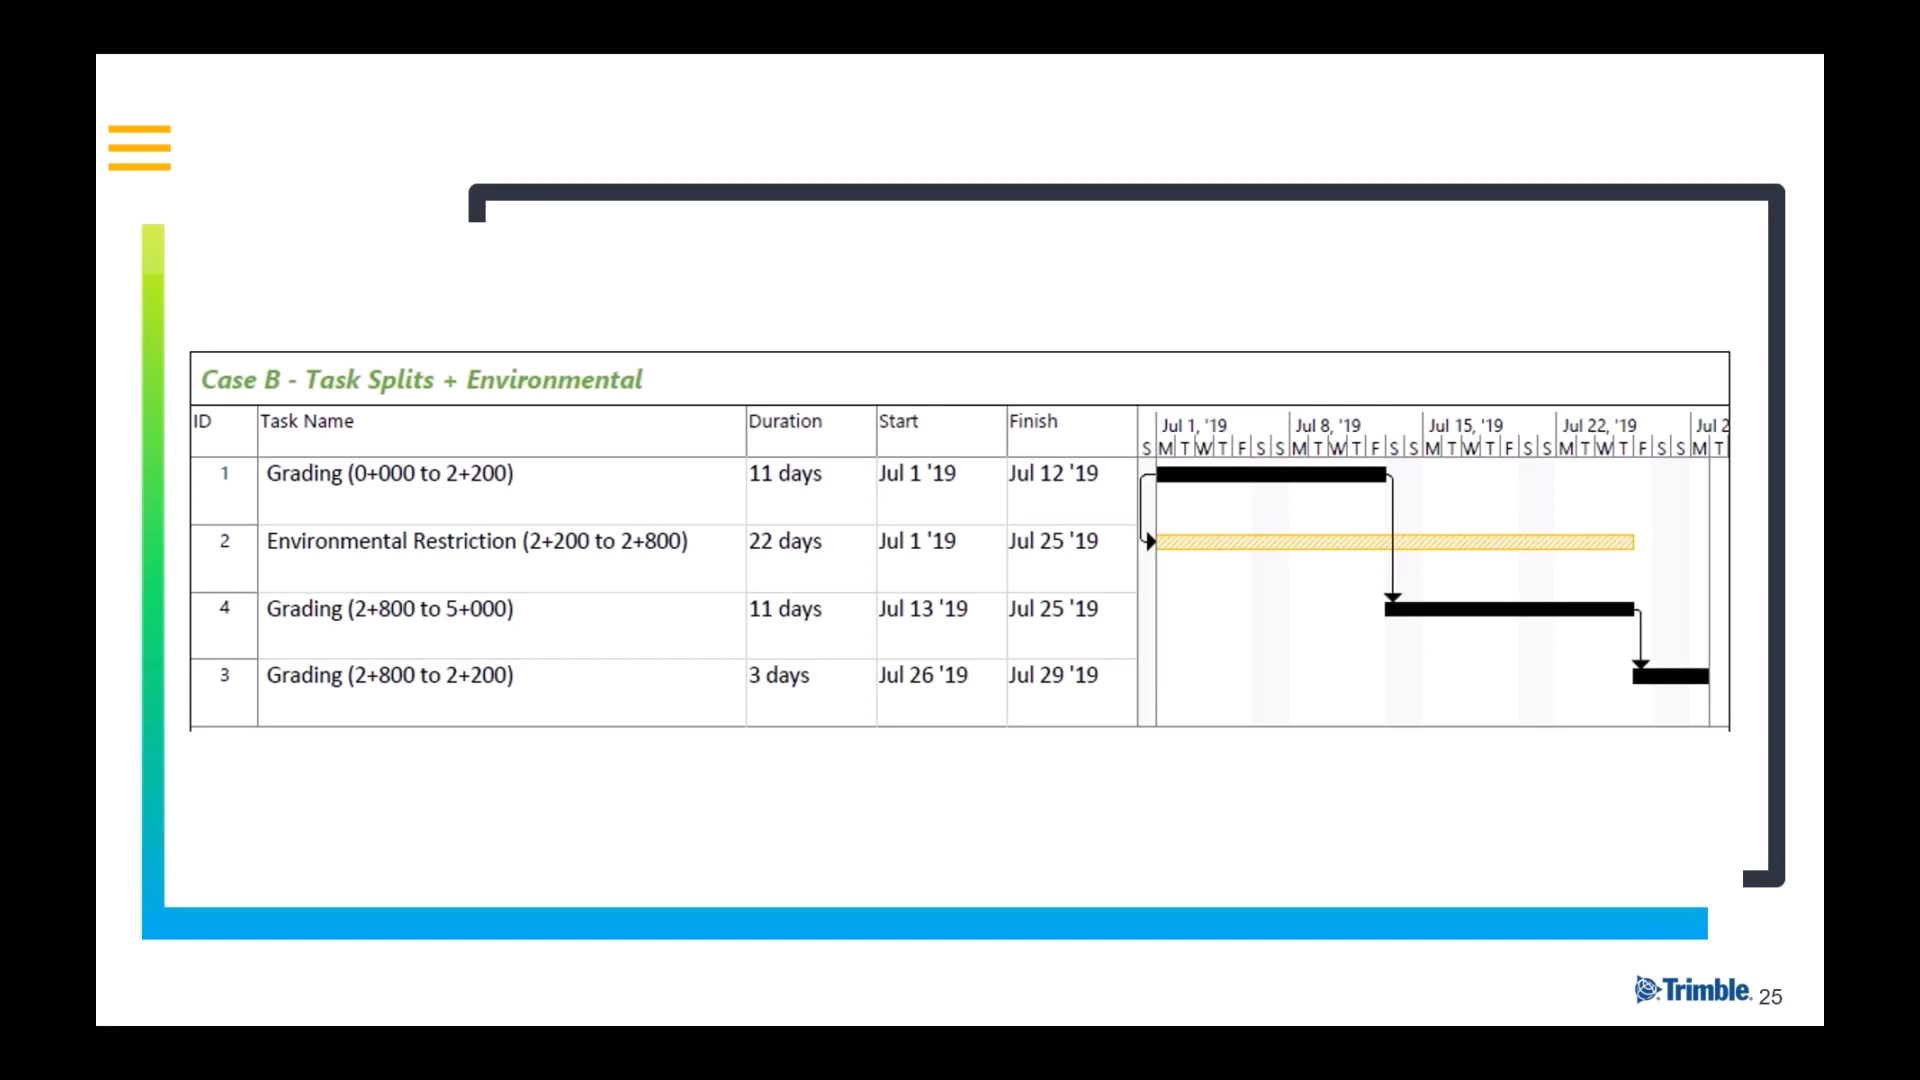 Case B - Task Splits + Environmental
ID Task Name Duration Start Finish Jul 1, '19 Jul 8, '19 Jul 15, '19 Jul 22, '19 Jul 2
S M T W T F S S M T W T F S S M T W T F S S M T W T F S S M T
1 Grading (0+000 to 2+200) 11 days Jul 1 '19 Jul 12 '19
2 Environmental Restriction (2+200 to 2+800) 22 days Jul 1 '19 Jul 25 '19
4 Grading (2+800 to 5+000) 11 days Jul 13 '19 Jul 25 '19
3 Grading (2+800 to 2+200) 3 days Jul 26 '19 Jul 29 '19
Trimble. 25